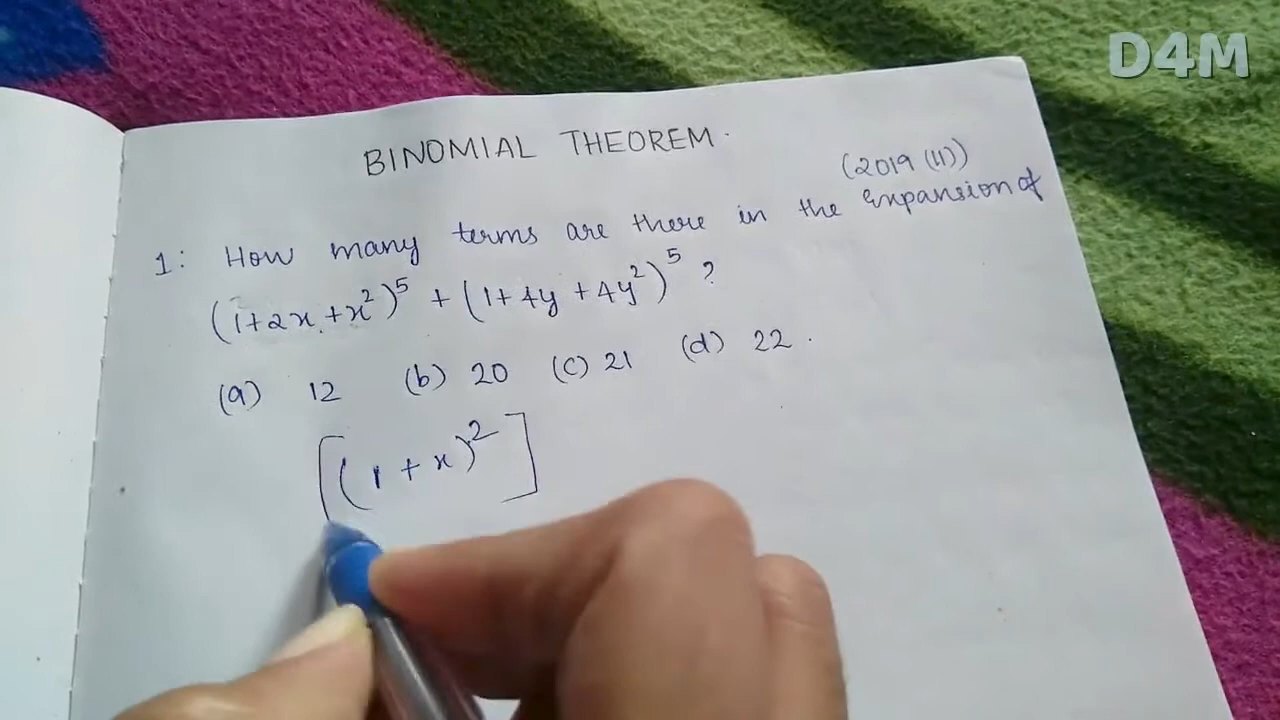 D4M
BINOMIAL THEOREM.
(2019 (II))
1: How many terms are there in the Expansion of
(1+2x+x²)⁵ + (1+4y+4y²)⁵ ?
(a) 12 (b) 20 (c) 21 (d) 22.
[(1+x)²]